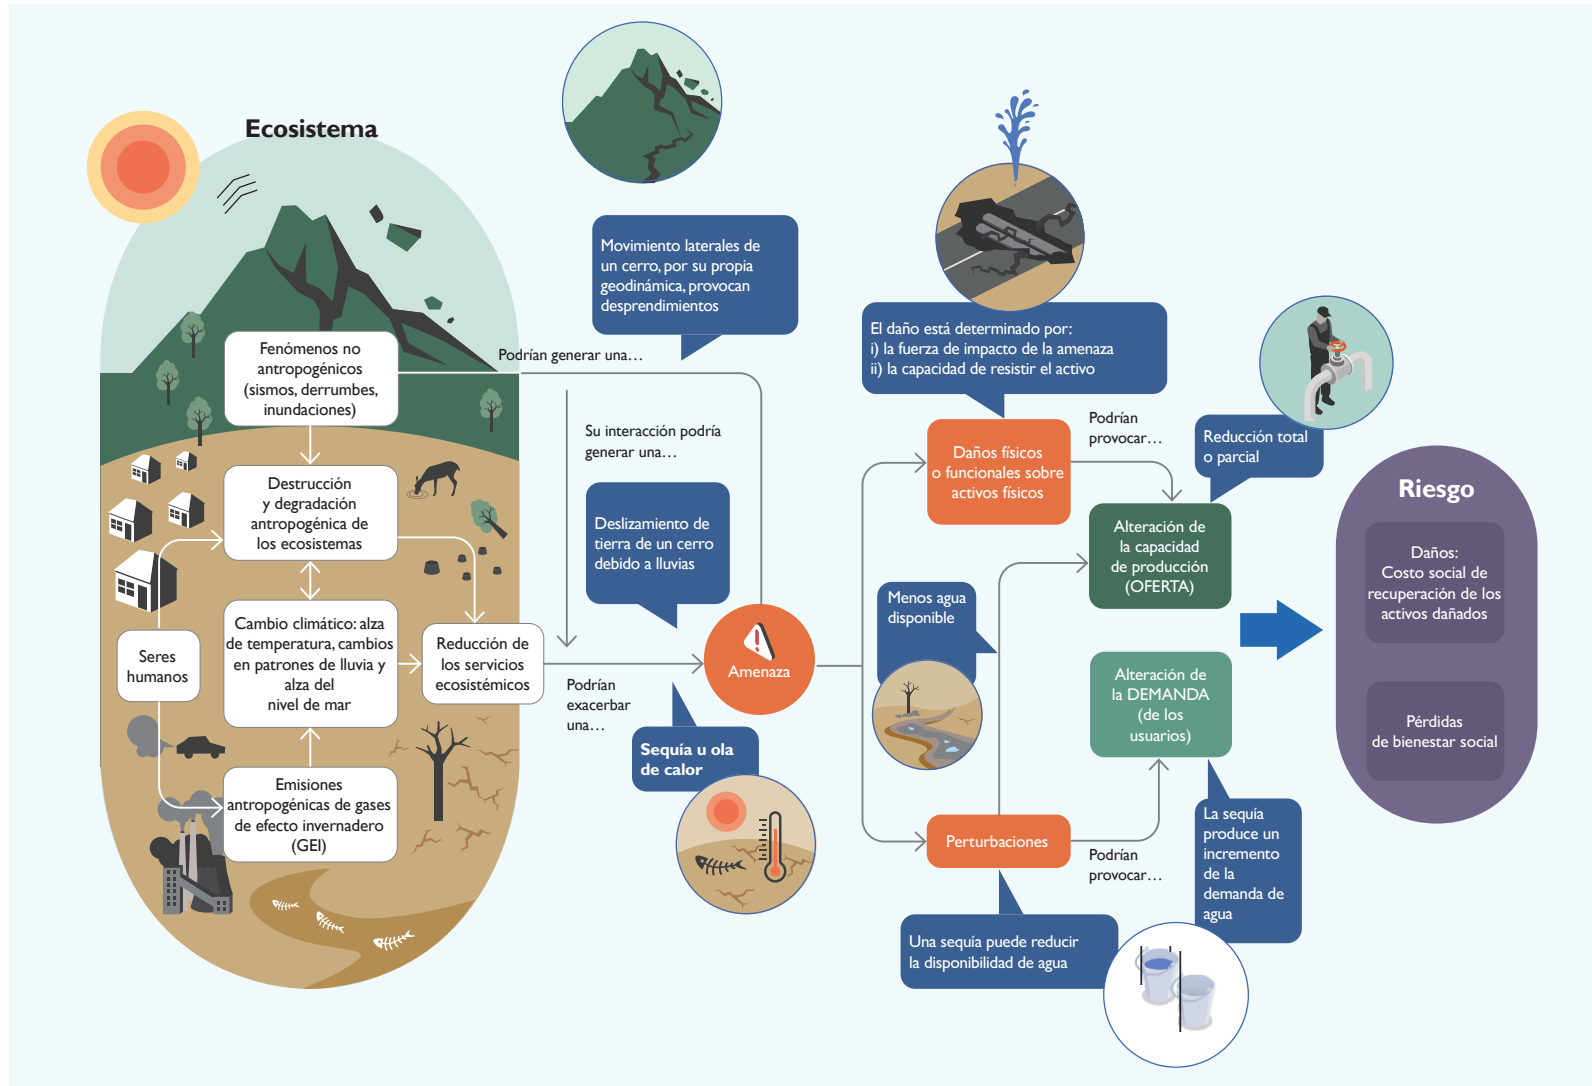 Ecosistema
Movimiento laterales de
un cerro, por su propia
geodinámica, provocan
desprendimientos
Fenómenos no
antropogénicos
(sismos, derrumbes,
inundaciones)
Podrían generar una…
Su interacción podría
generar una…
Destrucción
y degradación
antropogénica de
los ecosistemas
Deslizamiento de
tierra de un cerro
debido a lluvias
Seres
humanos
Cambio climático: alza
de temperatura, cambios
en patrones de lluvia y
alza del
nivel de mar
Reducción de
los servicios
ecosistémicos
Podrían
exacerbar
una…
Amenaza
Sequía u ola
de calor
Emisiones
antropogénicas de gases
de efecto invernadero
(GEI)
El daño está determinado por:
i) la fuerza de impacto de la amenaza
ii) la capacidad de resistir el activo
Daños físicos
o funcionales sobre
activos físicos
Podrían
provocar…
Reducción total
o parcial
Alteración de
la capacidad
de producción
(OFERTA)
Menos agua
disponible
Alteración de
la DEMANDA
(de los
usuarios)
Perturbaciones
Podrían
provocar…
La sequía
produce un
incremento
de la
demanda de
agua
Una sequía puede reducir
la disponibilidad de agua
Riesgo
Daños:
Costo social de
recuperación de los
activos dañados
Pérdidas
de bienestar social